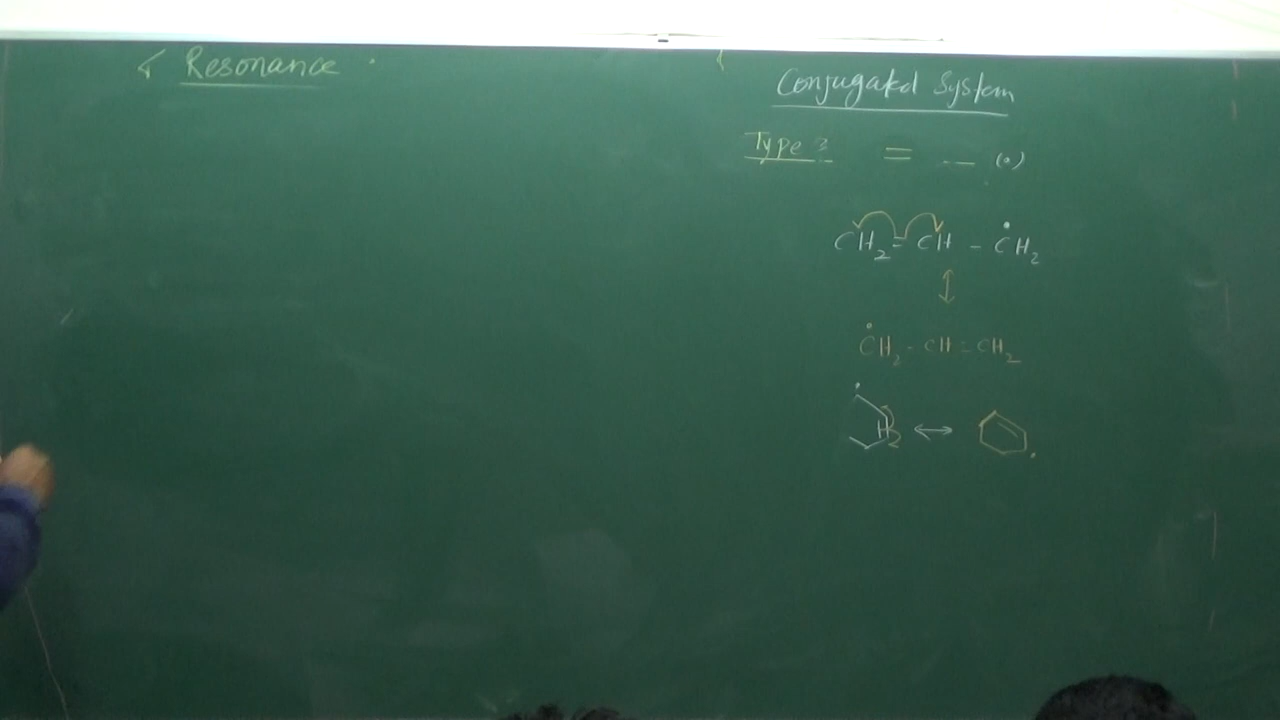 Resonance
Conjugated System
Type 3 = — (•)
CH₂ = CH - ĊH₂
↕
ĊH₂ - CH = CH₂
↔